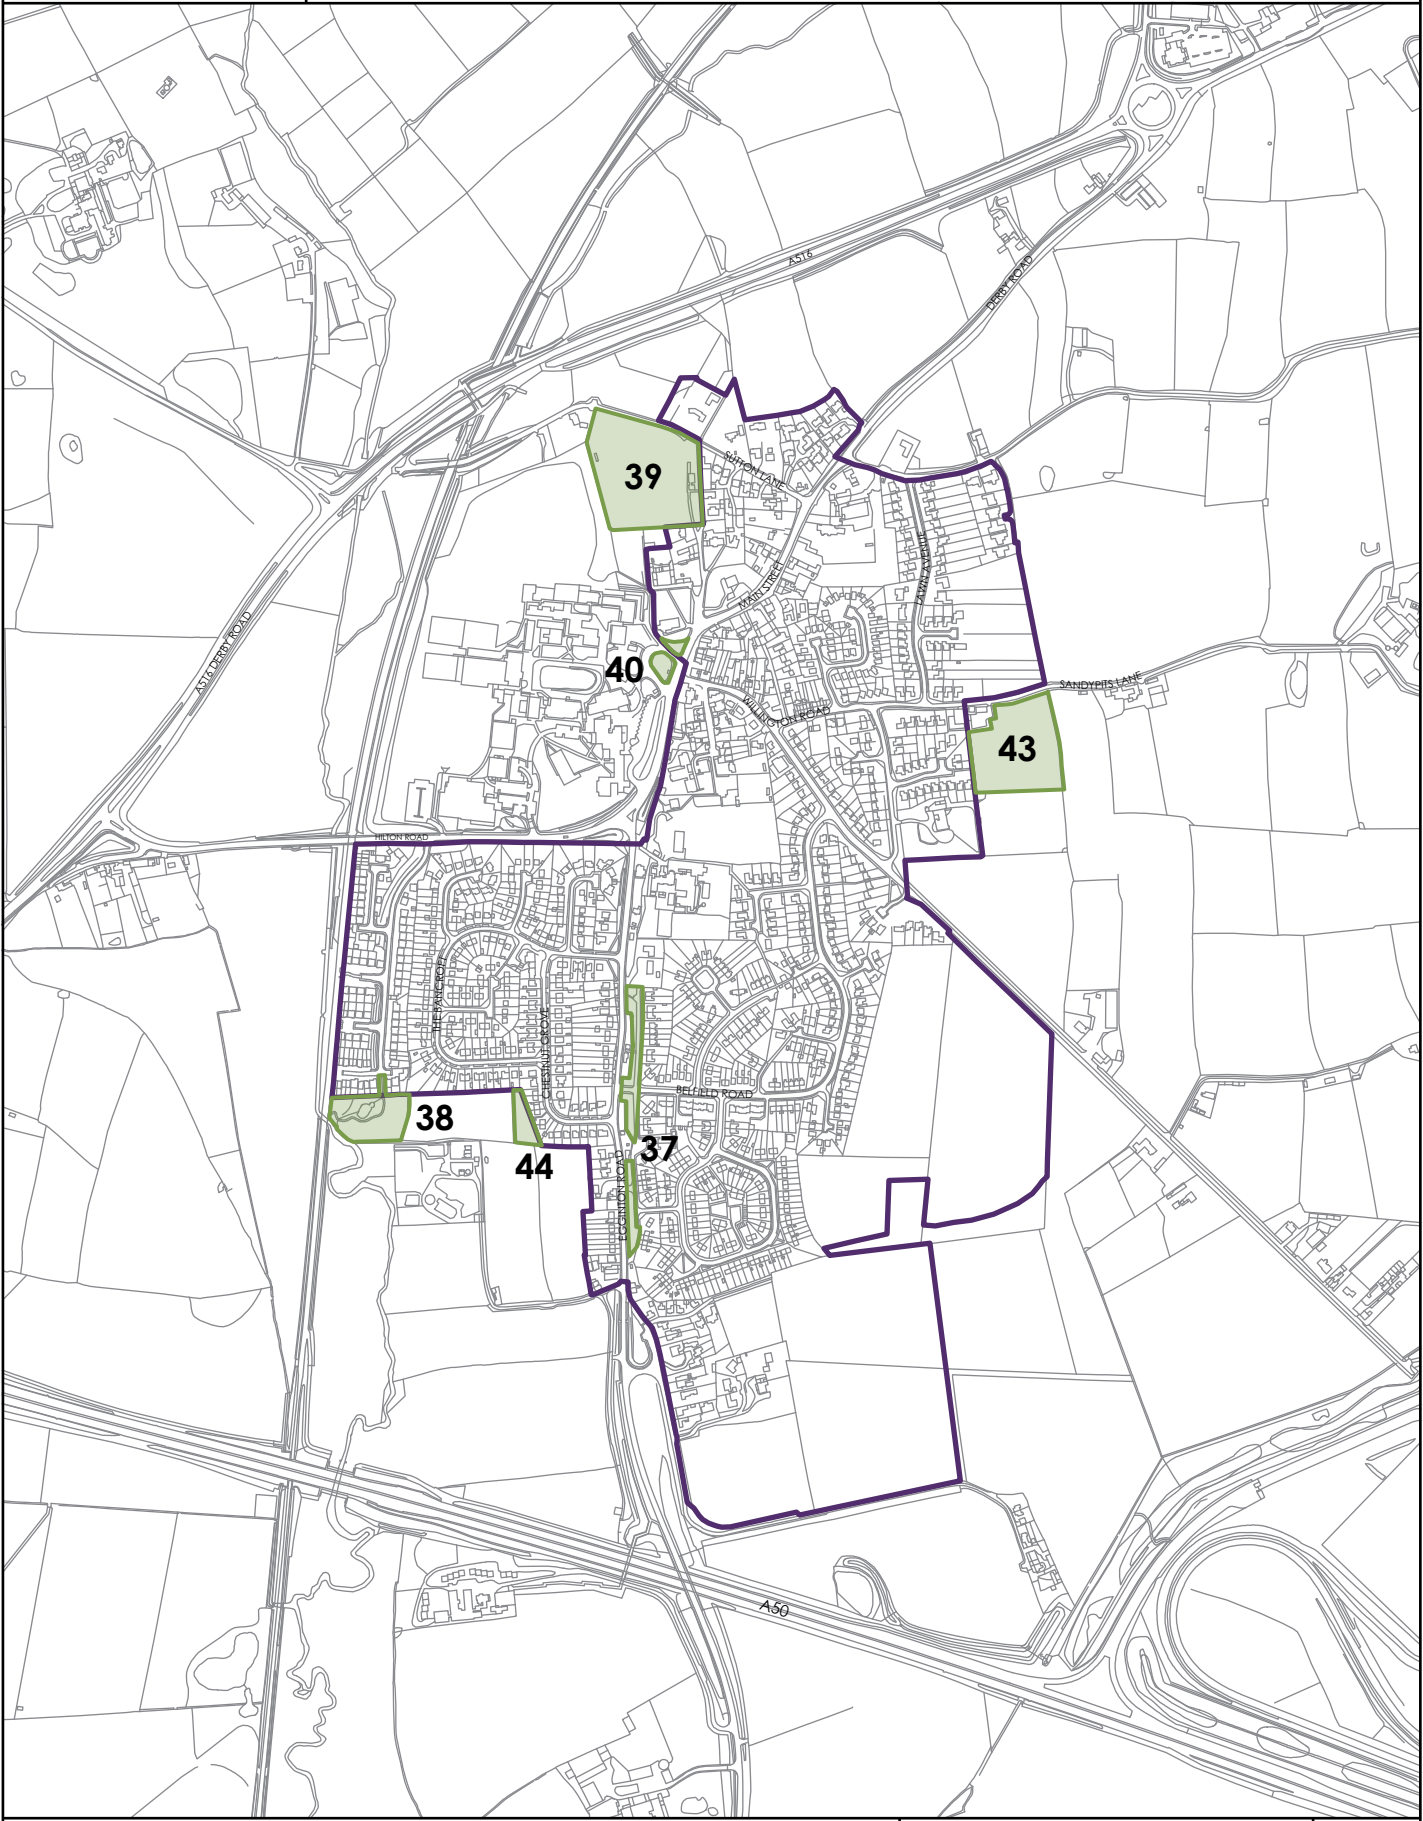 A516
DERBY ROAD
39
SUTTON LANE
LAWN AVENUE
MAIN STREET
A516 DERBY ROAD
40
SANDYPITS LANE
WILLINGTON ROAD
43
HILTON ROAD
THE BANCROFT
CHESTNUT GROVE
BELFIELD ROAD
38
37
44
EGGINTON ROAD
A50